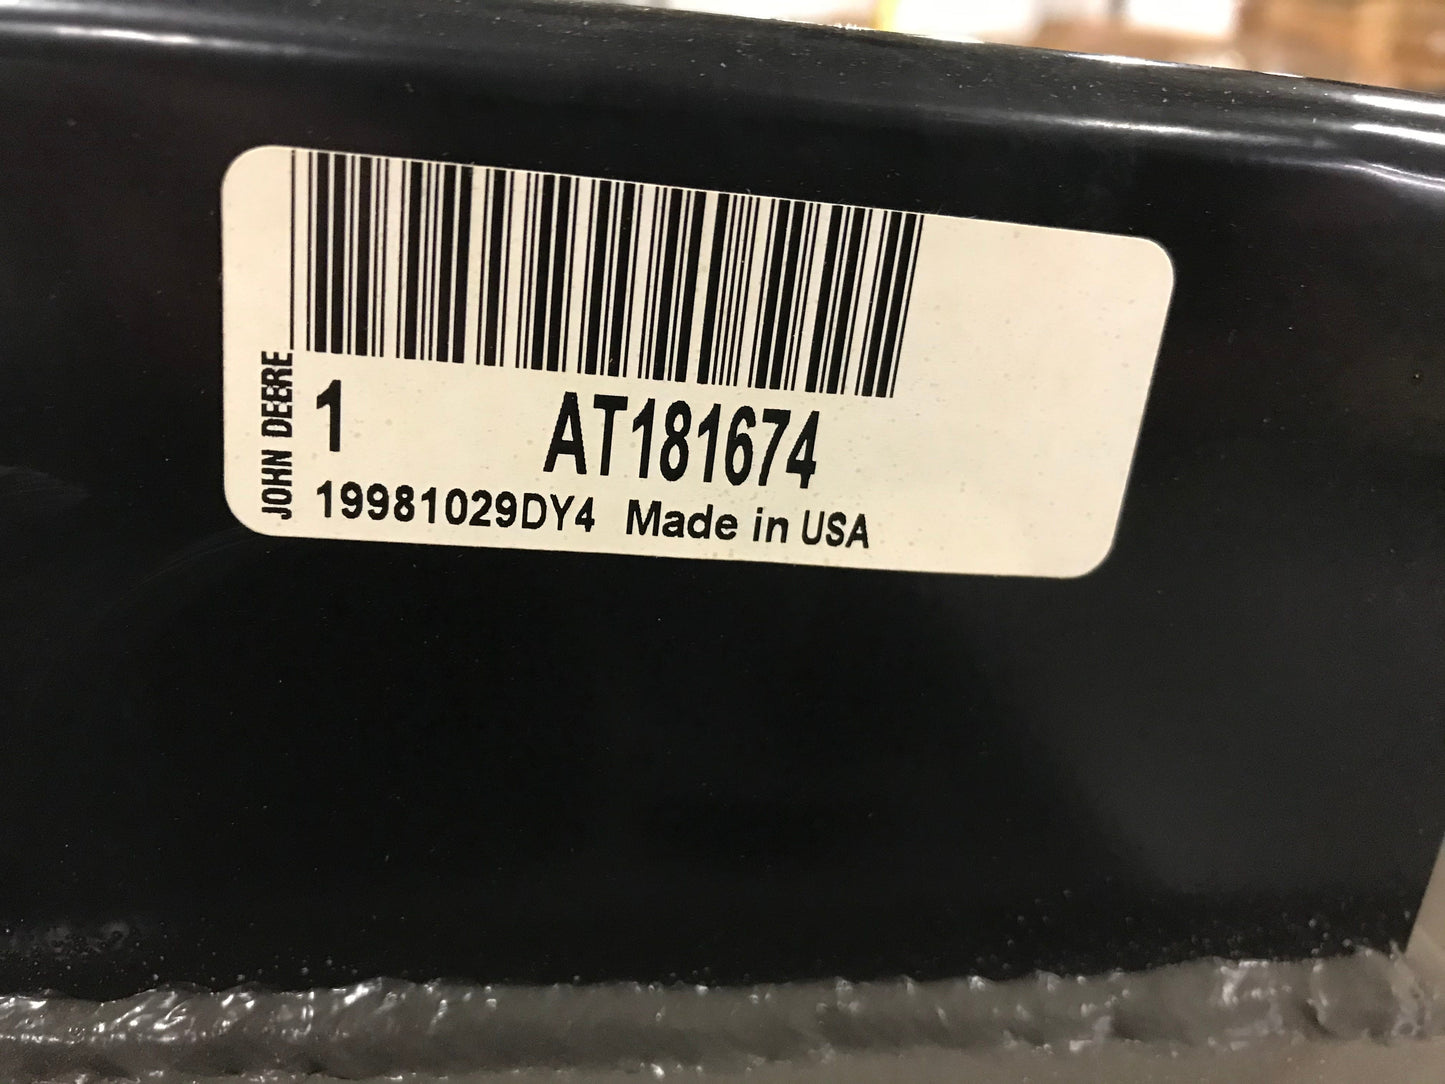 JOHN DEERE
1 AT181674
19981029DY4 Made in USA